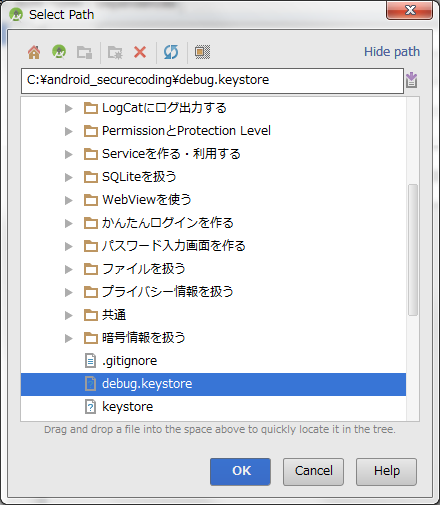 Select Path
Hide path
C:¥android_securecoding¥debug.keystore
LogCatにログ出力する
PermissionとProtection Level
Serviceを作る・利用する
SQLiteを扱う
WebViewを使う
かんたんログインを作る
パスワード入力画面を作る
ファイルを扱う
プライバシー情報を扱う
共通
暗号情報を扱う
.gitignore
debug.keystore
keystore
Drag and drop a file into the space above to quickly locate it in the tree.
OK
Cancel
Help